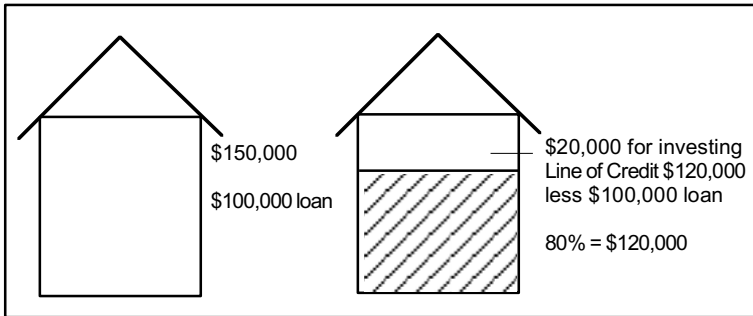 $150,000
$100,000 loan
$20,000 for investing
Line of Credit $120,000
less $100,000 loan
80% = $120,000